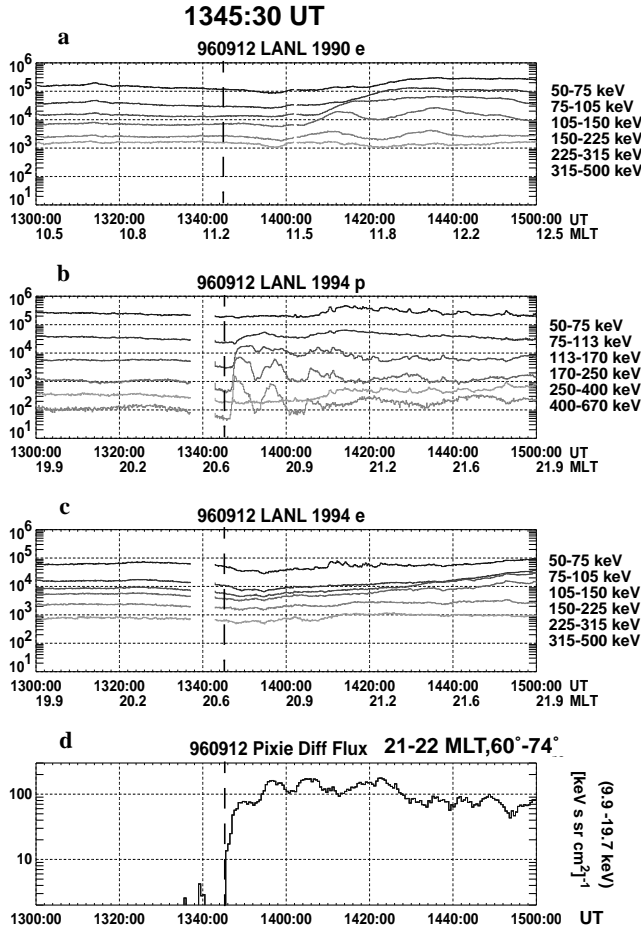 1345:30 UT
a
960912 LANL 1990 e
10^6
10^5
10^4
10^3
10^2
10^1
50-75 keV
75-105 keV
105-150 keV
150-225 keV
225-315 keV
315-500 keV
1300:00 1320:00 1340:00 1400:00 1420:00 1440:00 1500:00 UT
10.5 10.8 11.2 11.5 11.8 12.2 12.5 MLT
b
960912 LANL 1994 p
10^6
10^5
10^4
10^3
10^2
10^1
50-75 keV
75-113 keV
113-170 keV
170-250 keV
250-400 keV
400-670 keV
1300:00 1320:00 1340:00 1400:00 1420:00 1440:00 1500:00 UT
19.9 20.2 20.6 20.9 21.2 21.6 21.9 MLT
c
960912 LANL 1994 e
10^6
10^5
10^4
10^3
10^2
10^1
50-75 keV
75-105 keV
105-150 keV
150-225 keV
225-315 keV
315-500 keV
1300:00 1320:00 1340:00 1400:00 1420:00 1440:00 1500:00 UT
19.9 20.2 20.6 20.9 21.2 21.6 21.9 MLT
d
960912 Pixie Diff Flux 21-22 MLT,60°-74°
100
10
(9.9 -19.7 keV)
[keV s sr cm²]⁻¹
1300:00 1320:00 1340:00 1400:00 1420:00 1440:00 1500:00 UT